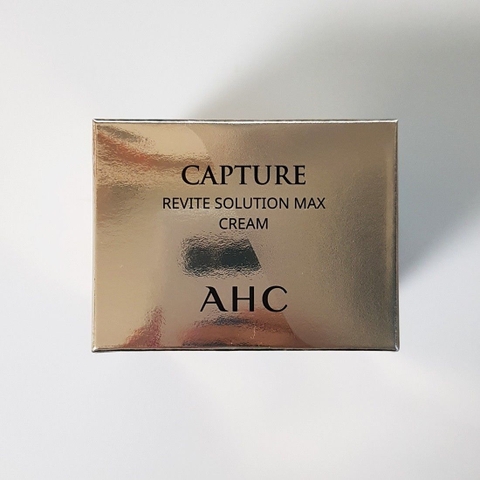 CAPTURE
REVITE SOLUTION MAX
CREAM
AHC